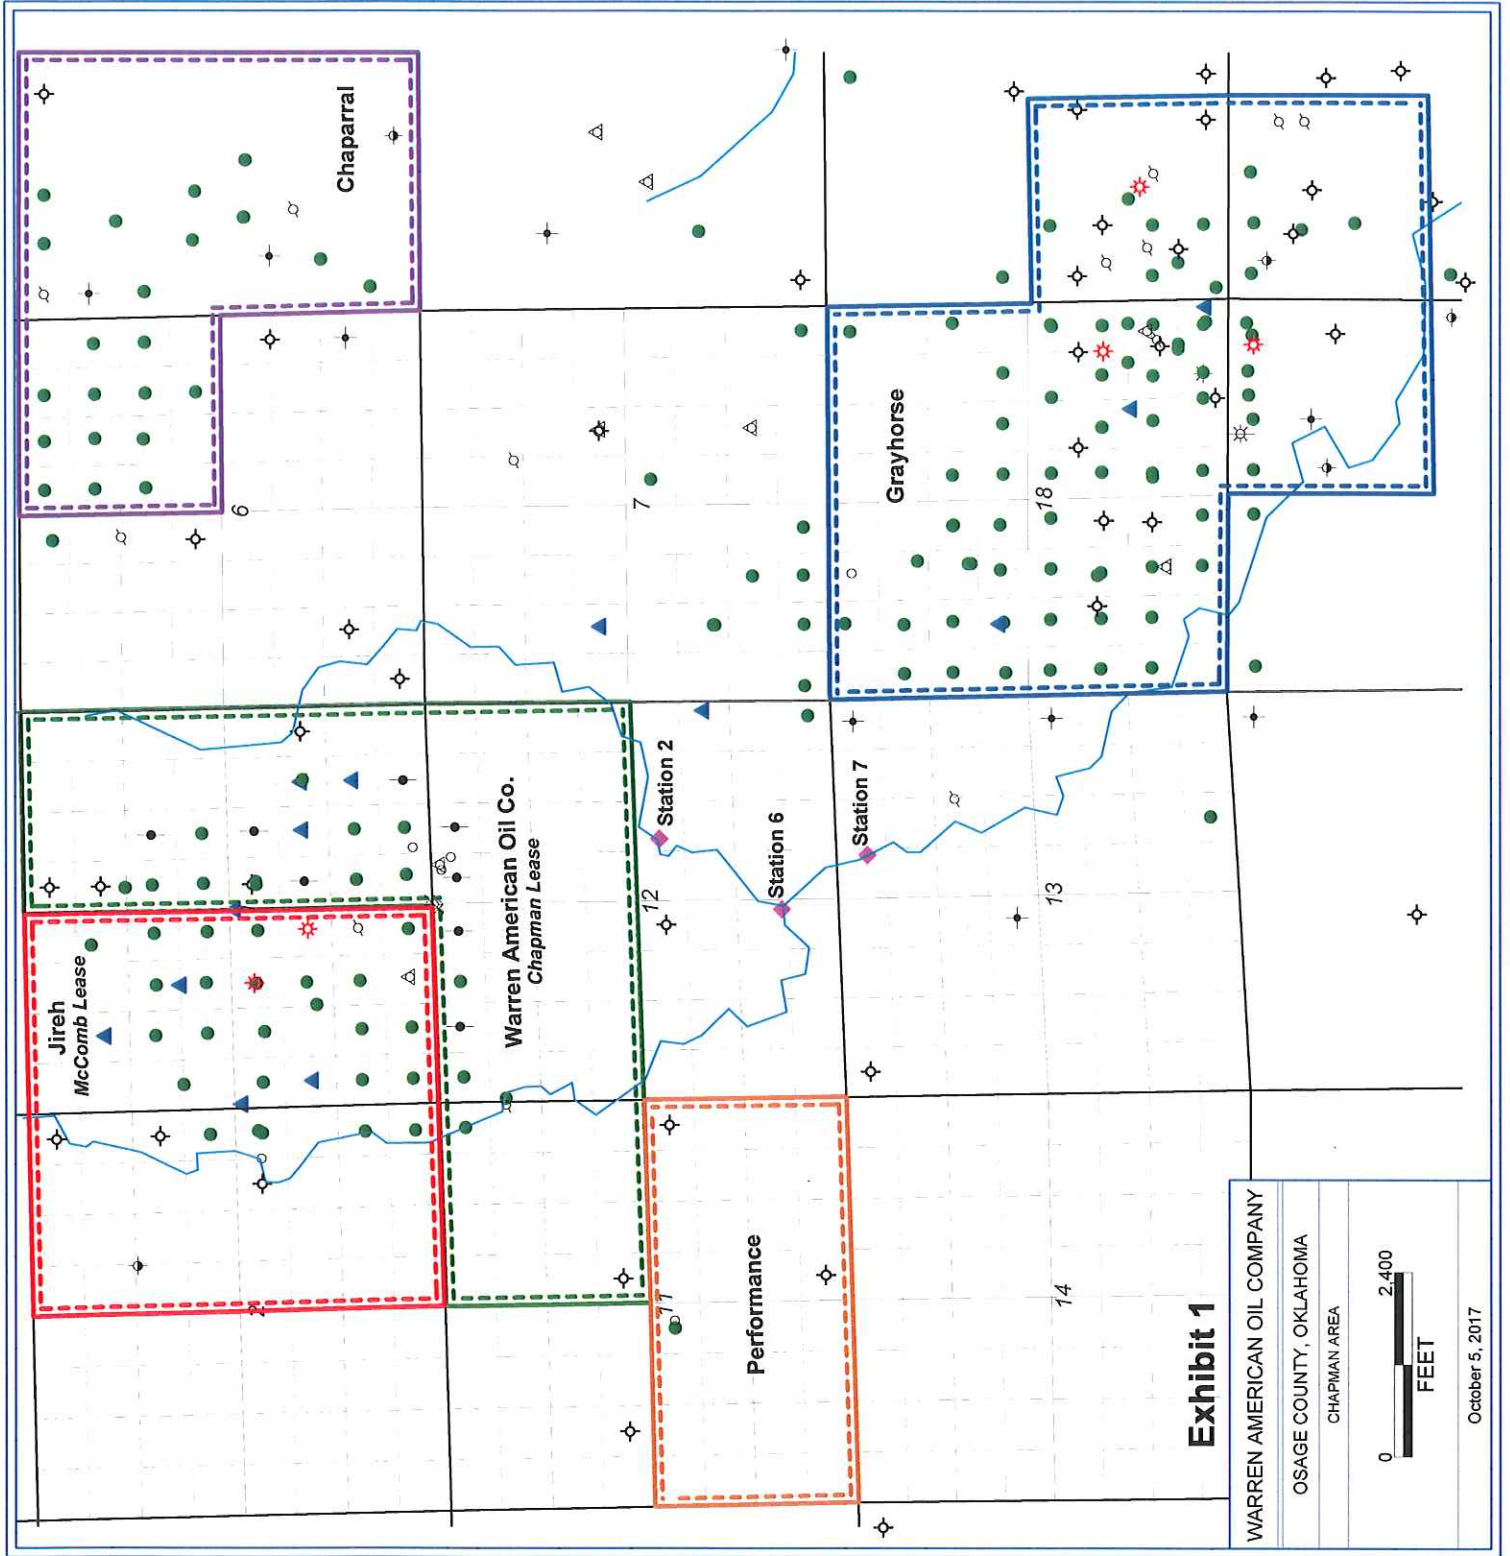 Chaparral
6
7
Grayhorse
18
Jireh
McComb Lease
Warren American Oil Co.
Chapman Lease
Station 2
Station 6
Station 7
2
12
13
11
Performance
14
Exhibit 1
WARREN AMERICAN OIL COMPANY
OSAGE COUNTY, OKLAHOMA
CHAPMAN AREA
0 2,400
FEET
October 5, 2017